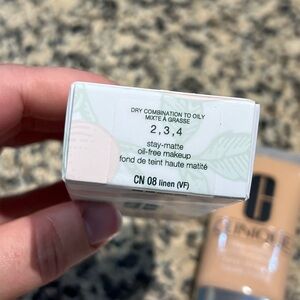 DRY COMBINATION TO OILY
MIXTE À GRASSE
2,3,4
stay-matte
oil-free makeup
fond de teint haute matité
CN 08 linen (VF)
CLINIQUE